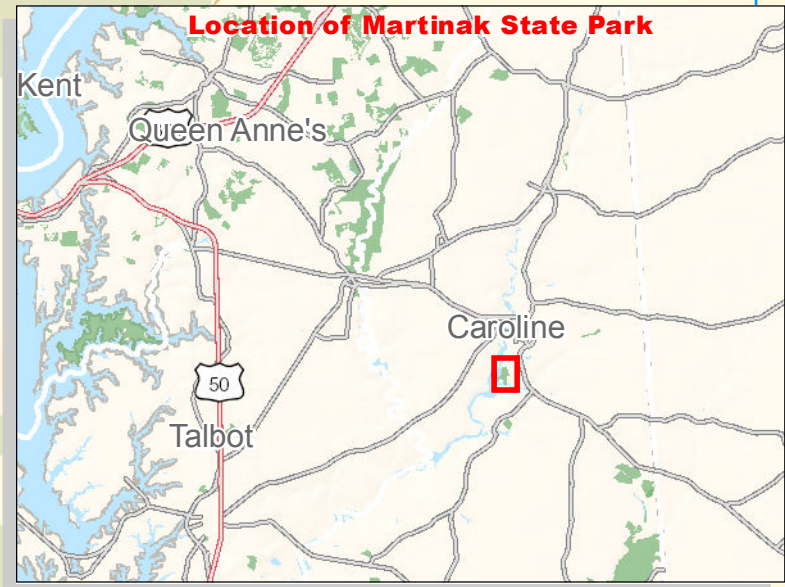 Location of Martinak State Park
Kent
Queen Anne's
Caroline
50
Talbot